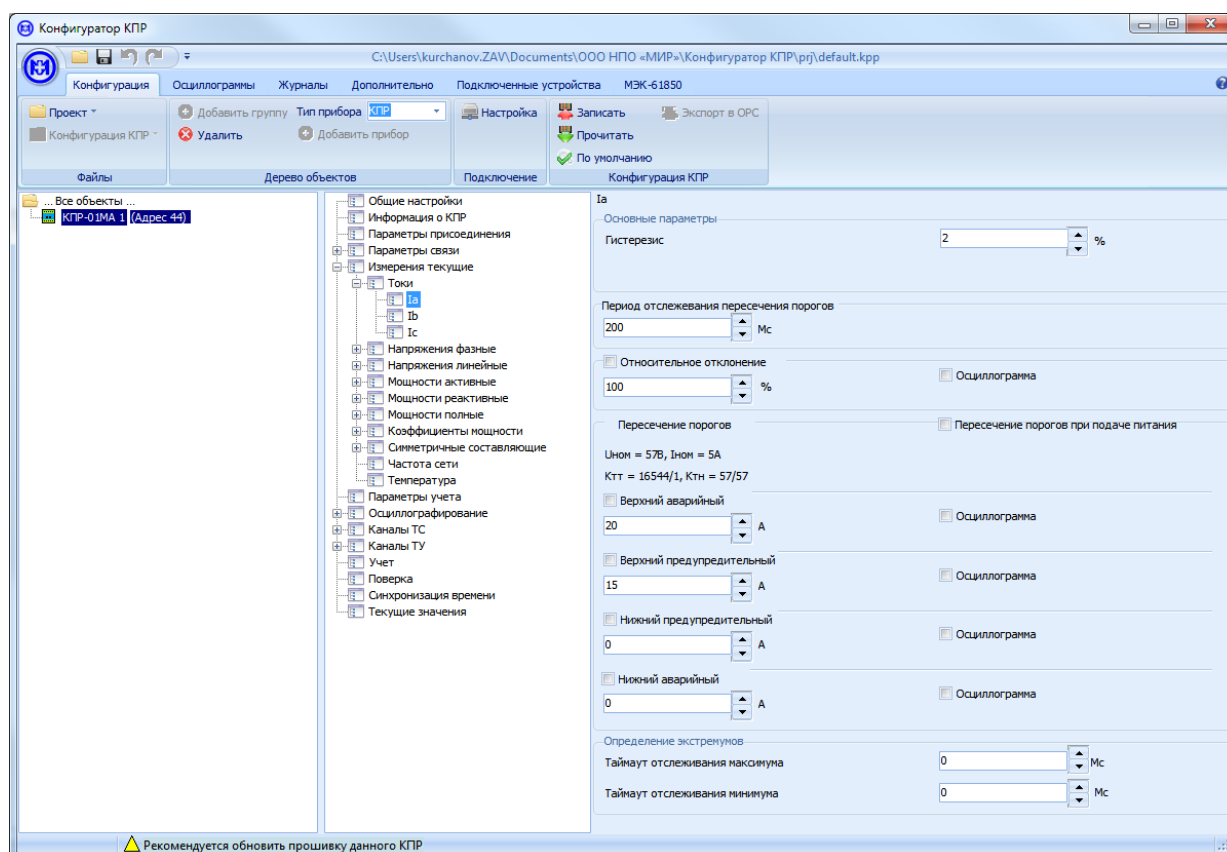 Конфигуратор КПР
C:\Users\kurchanov.ZAV\Documents\ООО НПО «МИР»\Конфигуратор КПР\prj\default.kpp
Конфигурация Осциллограммы Журналы Дополнительно Подключенные устройства МЭК-61850
Проект Добавить группу Тип прибора КПР Настройка Записать Экспорт в OPC
Конфигурация КПР Удалить Добавить прибор Прочитать
По умолчанию
Файлы Дерево объектов Подключение Конфигурация КПР
... Все объекты ...
КПР-01МА 1 (Адрес 44)
Общие настройки
Информация о КПР
Параметры присоединения
Параметры связи
Измерения текущие
Токи
Ia
Ib
Ic
Напряжения фазные
Напряжения линейные
Мощности активные
Мощности реактивные
Мощности полные
Коэффициенты мощности
Симметричные составляющие
Частота сети
Температура
Параметры учета
Осциллографирование
Каналы ТС
Каналы ТУ
Учет
Поверка
Синхронизация времени
Текущие значения
Ia
Основные параметры
Гистерезис 2 %
Период отслежевания пересечения порогов
200 Мс
Относительное отклонение
100 % Осциллограмма
Пересечение порогов Пересечение порогов при подаче питания
Uном = 57В, Iном = 5А
Kтт = 16544/1, Kтн = 57/57
Верхний аварийный
20 А Осциллограмма
Верхний предупредительный
15 А Осциллограмма
Нижний предупредительный
0 А Осциллограмма
Нижний аварийный
0 А Осциллограмма
Определение экстремумов
Таймаут отслеживания максимума 0 Мс
Таймаут отслеживания минимума 0 Мс
Рекомендуется обновить прошивку данного КПР